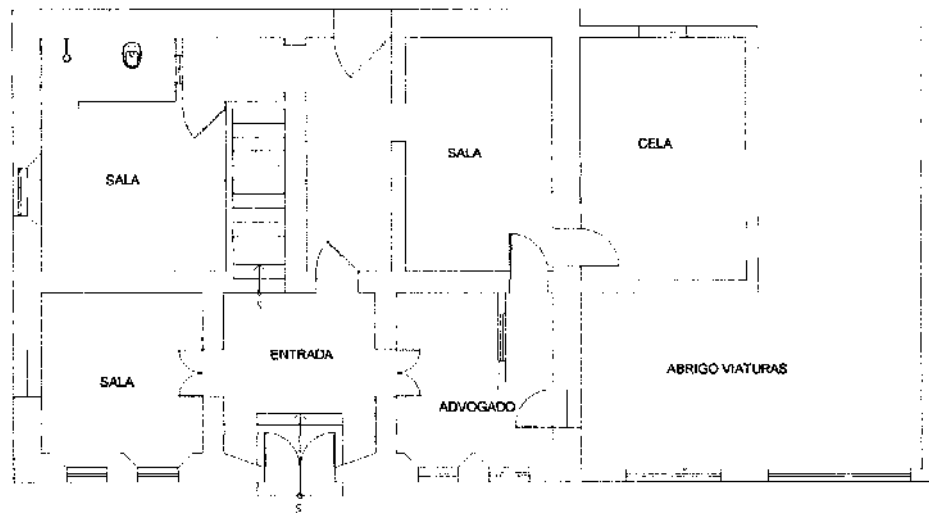 SALA
CELA
SALA
S
ENTRADA
ABRIGO VIATURAS
SALA
ADVOGADO
S